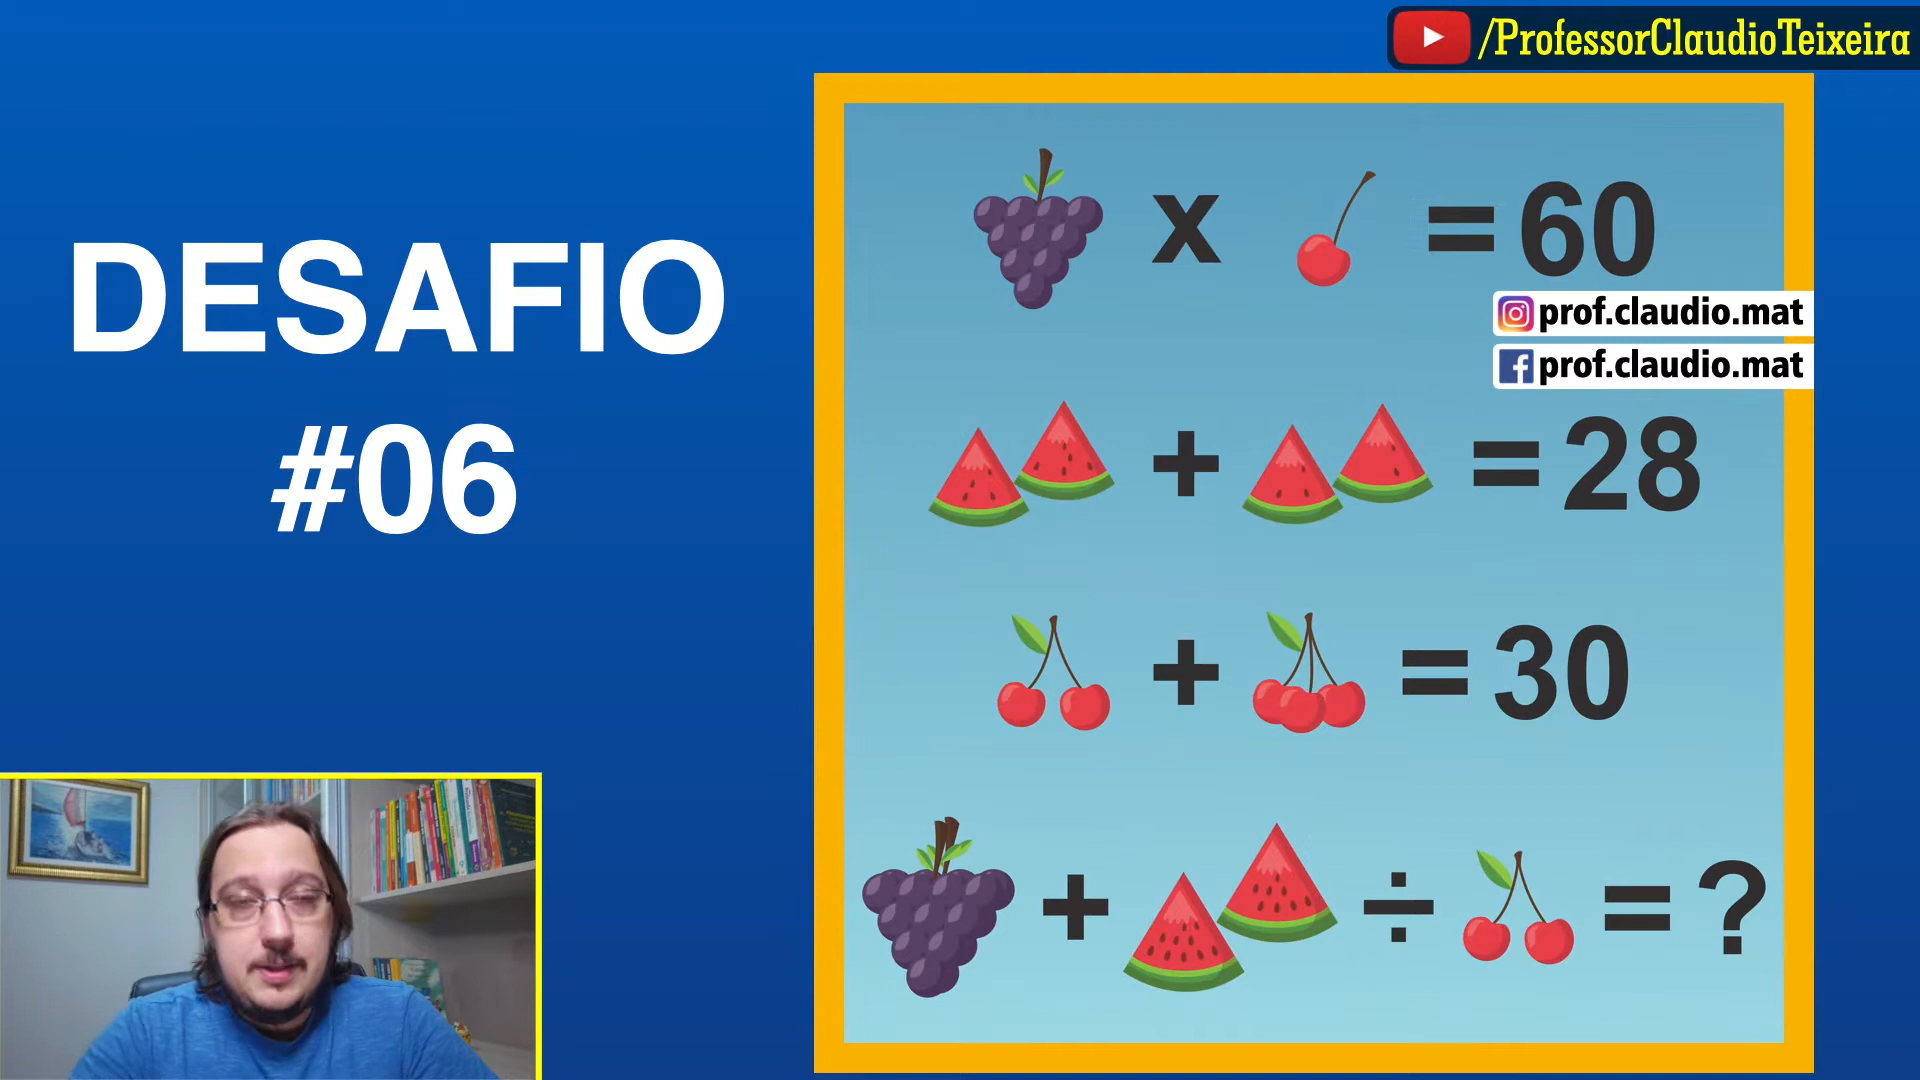 /ProfessorClaudioTeixeira
DESAFIO
#06
x = 60
prof.claudio.mat
prof.claudio.mat
+ = 28
+ = 30
+ ÷ = ?